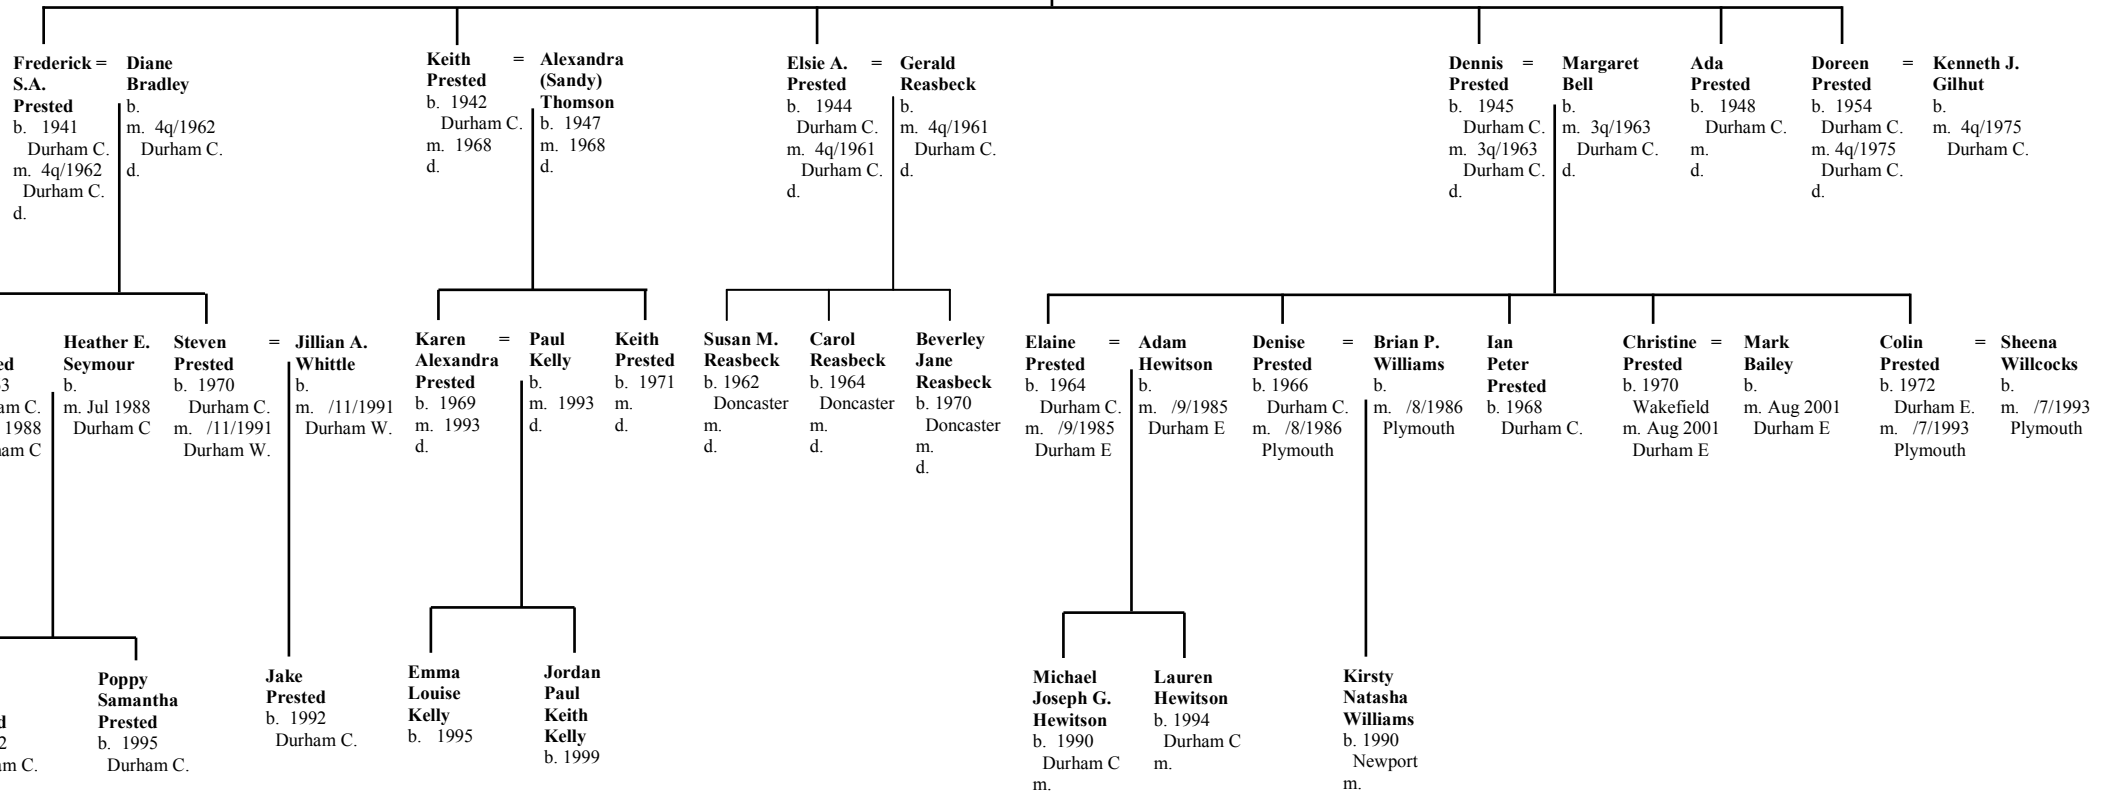 Frederick =
S.A.
Prested
b. 1941
Durham C.
m. 4q/1962
Durham C.
d.
Diane
Bradley
b.
m. 4q/1962
Durham C.
d.
Keith =
Prested
b. 1942
Durham C.
m. 1968
d.
Alexandra
(Sandy)
Thomson
b. 1947
m. 1968
d.
Elsie A. =
Prested
b. 1944
Durham C.
m. 4q/1961
Durham C.
d.
Gerald
Reasbeck
b.
m. 4q/1961
Durham C.
d.
Dennis =
Prested
b. 1945
Durham C.
m. 3q/1963
Durham C.
d.
Margaret
Bell
b.
m. 3q/1963
Durham C.
d.
Ada
Prested
b. 1948
Durham C.
m.
d.
Doreen =
Prested
b. 1954
Durham C.
m. 4q/1975
Durham C.
d.
Kenneth J.
Gilhut
b.
m. 4q/1975
Durham C.
ed
3
am C.
1988
am C
Heather E.
Seymour
b.
m. Jul 1988
Durham C
Steven =
Prested
b. 1970
Durham C.
m. /11/1991
Durham W.
Jillian A.
Whittle
b.
m. /11/1991
Durham W.
Karen =
Alexandra
Prested
b. 1969
m. 1993
d.
Paul
Kelly
b.
m. 1993
d.
Keith
Prested
b. 1971
m.
d.
Susan M.
Reasbeck
b. 1962
Doncaster
m.
d.
Carol
Reasbeck
b. 1964
Doncaster
m.
d.
Beverley
Jane
Reasbeck
b. 1970
Doncaster
m.
d.
Elaine =
Prested
b. 1964
Durham C.
m. /9/1985
Durham E
Adam
Hewitson
b.
m. /9/1985
Durham E
Denise =
Prested
b. 1966
Durham C.
m. /8/1986
Plymouth
Brian P.
Williams
b.
m. /8/1986
Plymouth
Ian
Peter
Prested
b. 1968
Durham C.
Christine =
Prested
b. 1970
Wakefield
m. Aug 2001
Durham E
Mark
Bailey
b.
m. Aug 2001
Durham E
Colin =
Prested
b. 1972
Durham E.
m. /7/1993
Plymouth
Sheena
Willcocks
b.
m. /7/1993
Plymouth
d
2
am C.
Poppy
Samantha
Prested
b. 1995
Durham C.
Jake
Prested
b. 1992
Durham C.
Emma
Louise
Kelly
b. 1995
Jordan
Paul
Keith
Kelly
b. 1999
Michael
Joseph G.
Hewitson
b. 1990
Durham C
m.
Lauren
Hewitson
b. 1994
Durham C
m.
Kirsty
Natasha
Williams
b. 1990
Newport
m.